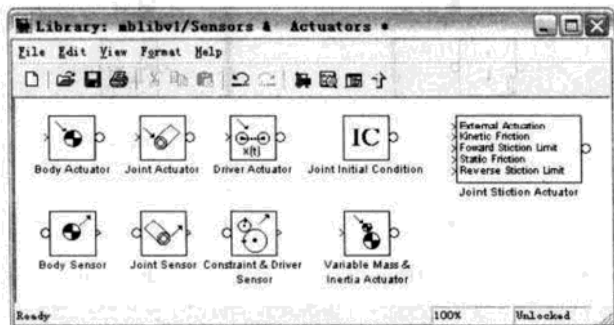 Library: mblibv1/Sensors & Actuators *
File Edit View Format Help
Body Actuator
Joint Actuator
X(t)
Driver Actuator
IC
Joint Initial Condition
External Actuation
Kinetic Friction
Foward Stiction Limit
Static Friction
Reverse Stiction Limit
Joint Stiction Actuator
Body Sensor
Joint Sensor
Constraint & Driver
Sensor
Variable Mass &
Inertia Actuator
Ready 100% Unlocked